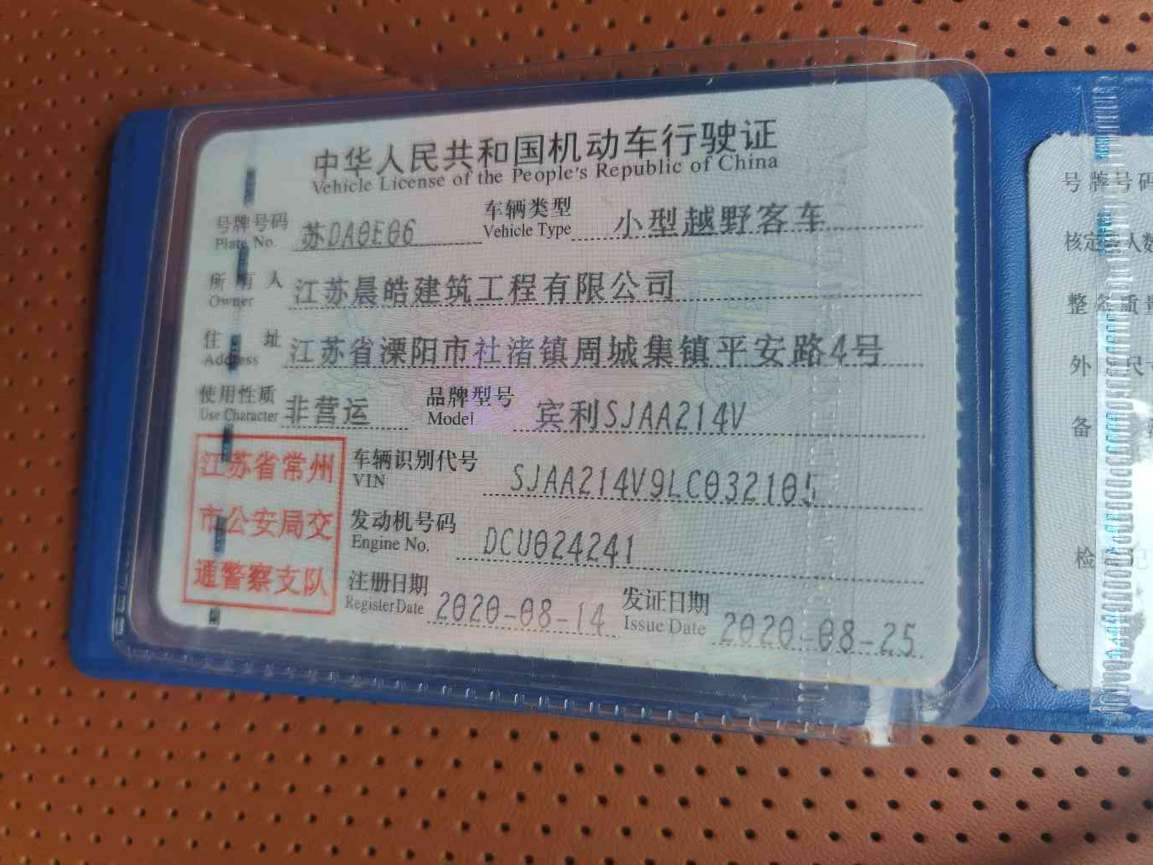 中华人民共和国机动车行驶证
Vehicle License of the People's Republic of China
号牌号码 苏DA0E06 车辆类型 小型越野客车
Plate No. Vehicle Type
所有人 江苏晨皓建筑工程有限公司
Owner
住址 江苏省溧阳市社渚镇周城集镇平安路4号
Address
使用性质 非营运 品牌型号 宾利SJAA214V
Use Character Model
江苏省常州
市公安局交
通警察支队
车辆识别代号 SJAA214V9LC032105
VIN
发动机号码 DCU024241
Engine No.
注册日期 2020-08-14 发证日期 2020-08-25
Register Date Issue Date
号牌号码
核定 人数
整备质量
外 尺寸
备
检